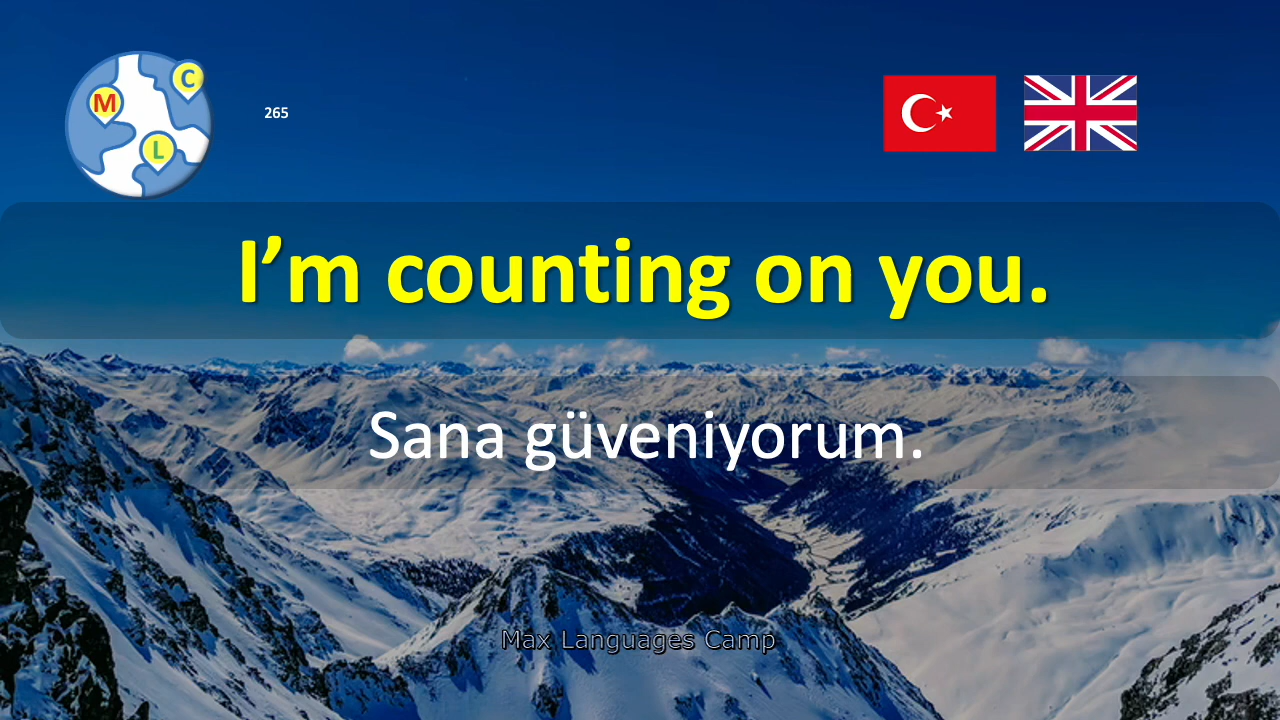 M
C
L
265
I’m counting on you.
Sana güveniyorum.
Max Languages Camp